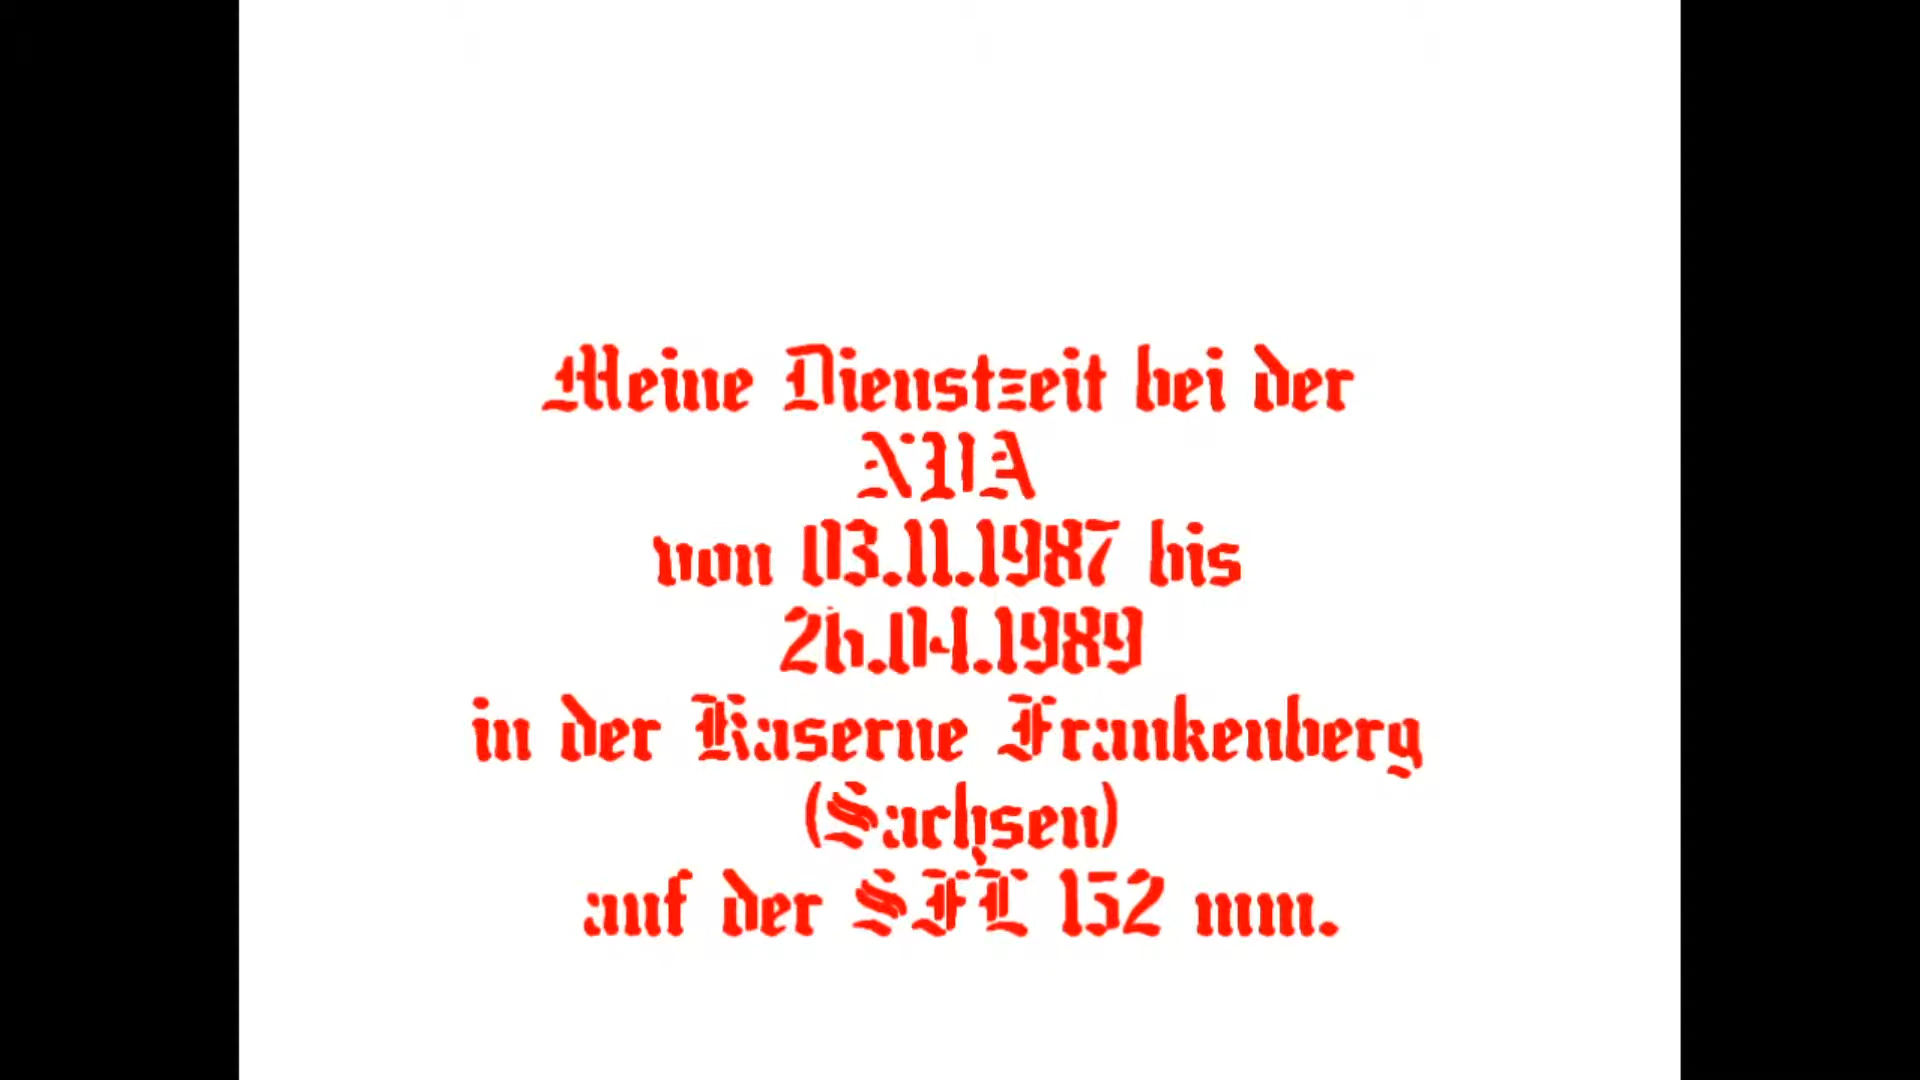 Meine Dienstzeit bei der
NVA
von 03.11.1987 bis
26.04.1989
in der Kaserne Frankenberg
(Sachsen)
auf der SFL 152 mm.